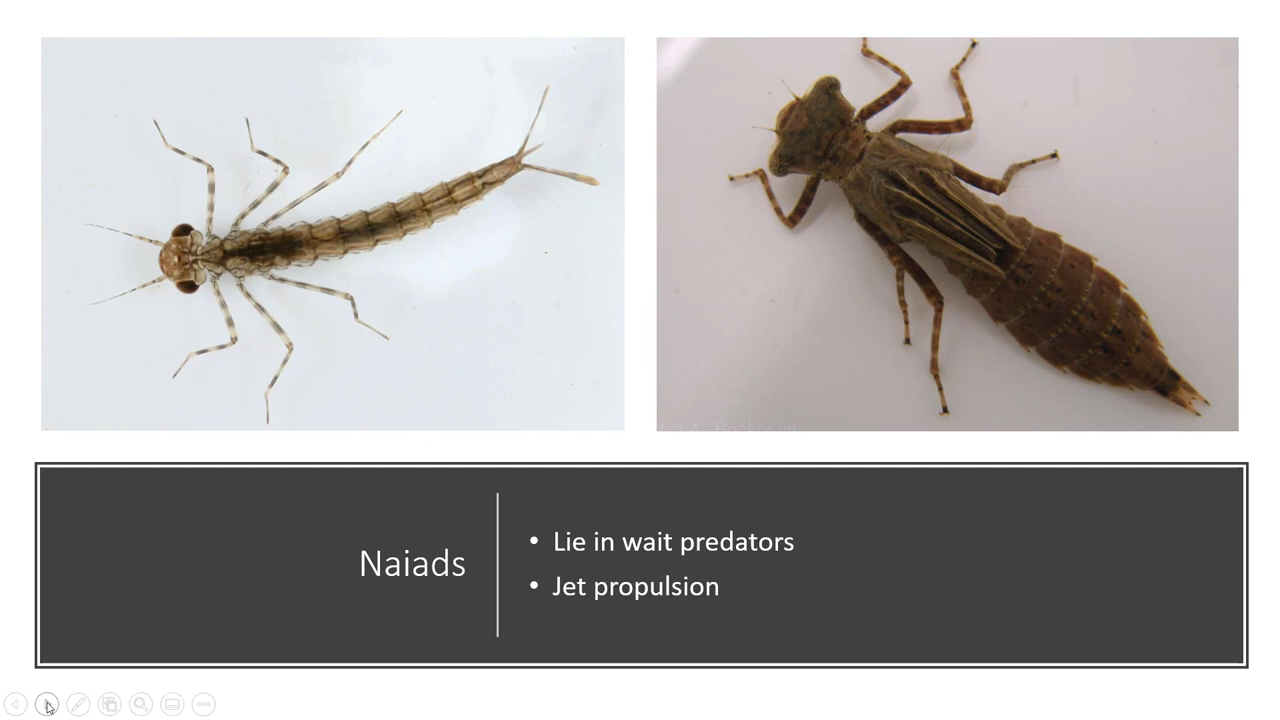 Naiads
• Lie in wait predators
• Jet propulsion